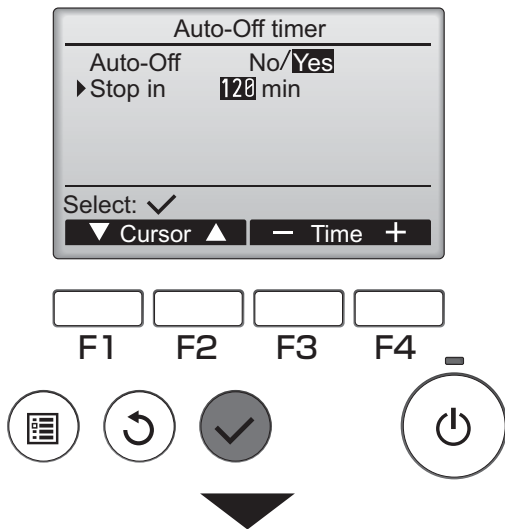 Auto-Off timer
Auto-Off No/Yes
Stop in 120 min
Select:
Cursor − Time +
F1 F2 F3 F4